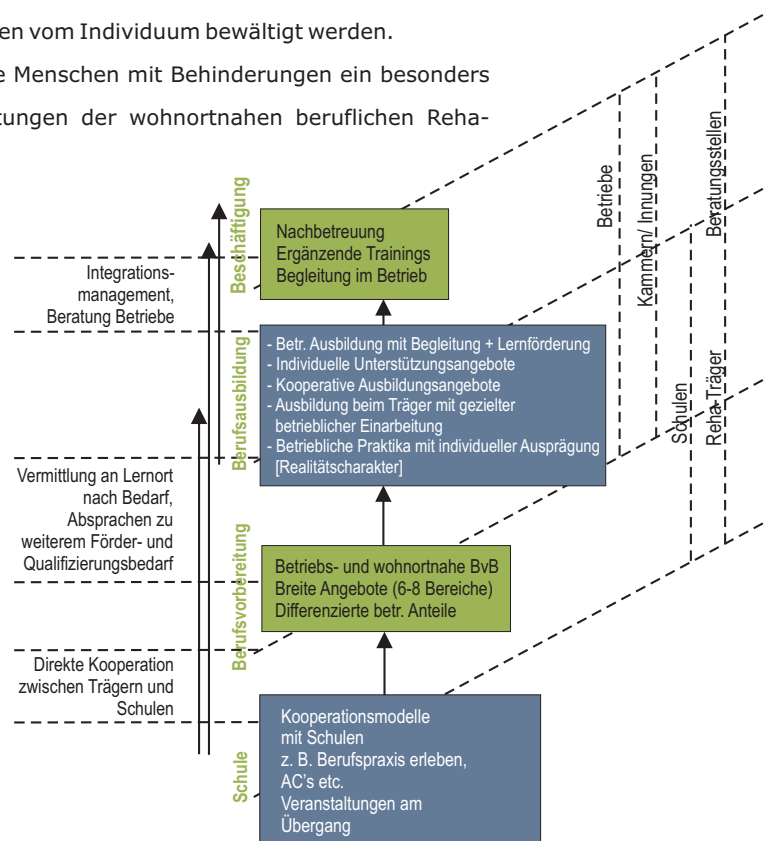 en vom Individuum bewältigt werden.
e Menschen mit Behinderungen ein besonders
tungen der wohnortnahen beruflichen Reha-
Beschäftigung
Nachbetreuung
Ergänzende Trainings
Begleitung im Betrieb
Integrations-
management,
Beratung Betriebe
Berufsausbildung
- Betr. Ausbildung mit Begleitung + Lernförderung
- Individuelle Unterstützungsangebote
- Kooperative Ausbildungsangebote
- Ausbildung beim Träger mit gezielter
betrieblicher Einarbeitung
- Betriebliche Praktika mit individueller Ausprägung
[Realitätscharakter]
Vermittlung an Lernort
nach Bedarf,
Absprachen zu
weiterem Förder- und
Qualifizierungsbedarf
Berufsvorbereitung
Betriebs- und wohnortnahe BvB
Breite Angebote (6-8 Bereiche)
Differenzierte betr. Anteile
Direkte Kooperation
zwischen Trägern und
Schulen
Schule
Kooperationsmodelle
mit Schulen
z. B. Berufspraxis erleben,
AC's etc.
Veranstaltungen am
Übergang
Betriebe
Kammern/ Innungen
Schulen
Beratungsstellen
Reha-Träger